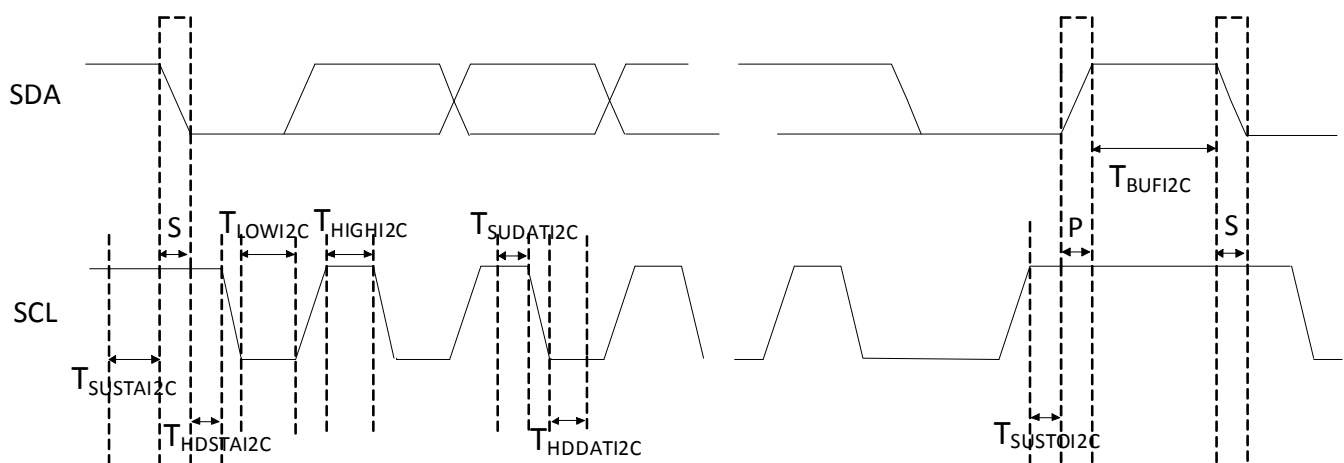 SDA
T_BUFI2C
S
T_LOWI2C
T_HIGHI2C
T_SUDATI2C
P
S
SCL
T_SUSTAI2C
T_HDSTAI2C
T_HDDATI2C
T_SUSTOI2C